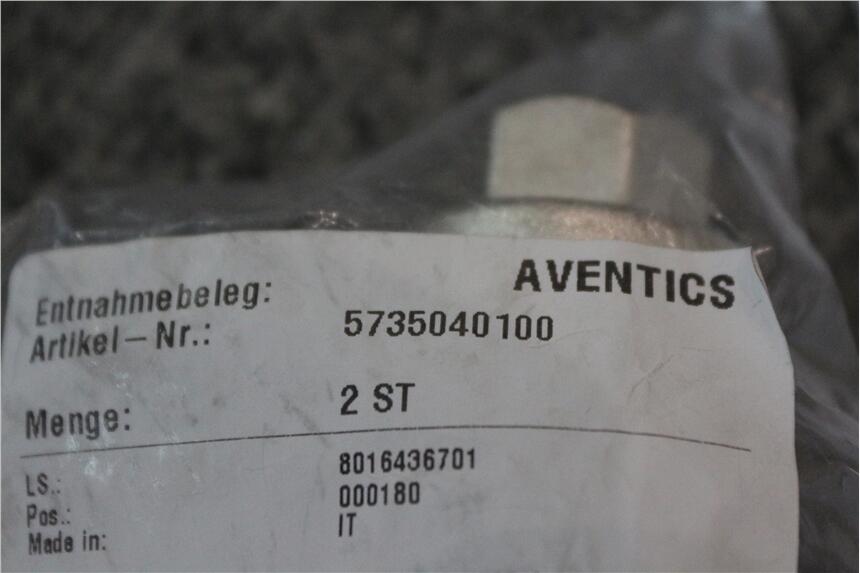 AVENTICS
Entnahmebeleg:
Artikel-Nr.: 5735040100
Menge: 2 ST
LS.: 8016436701
Pos.: 000180
Made in: IT